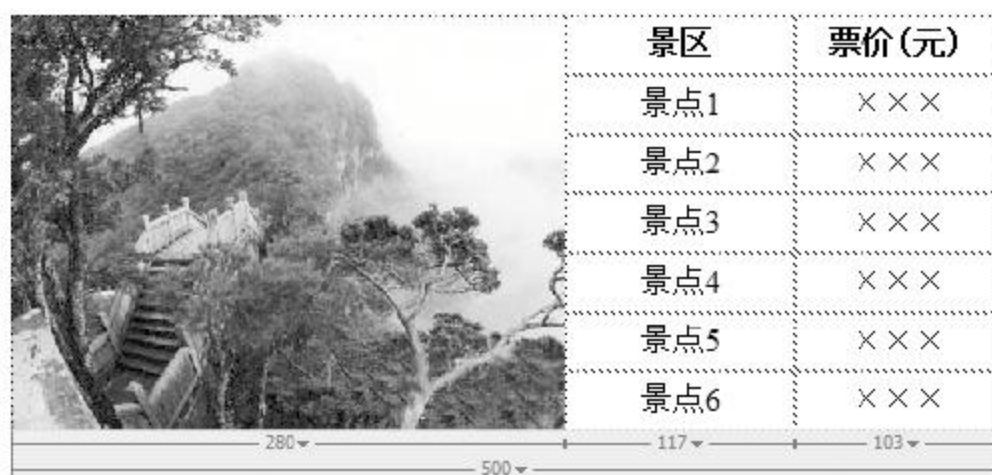 景区 票价(元)
景点1 ×××
景点2 ×××
景点3 ×××
景点4 ×××
景点5 ×××
景点6 ×××
280 117 103
500